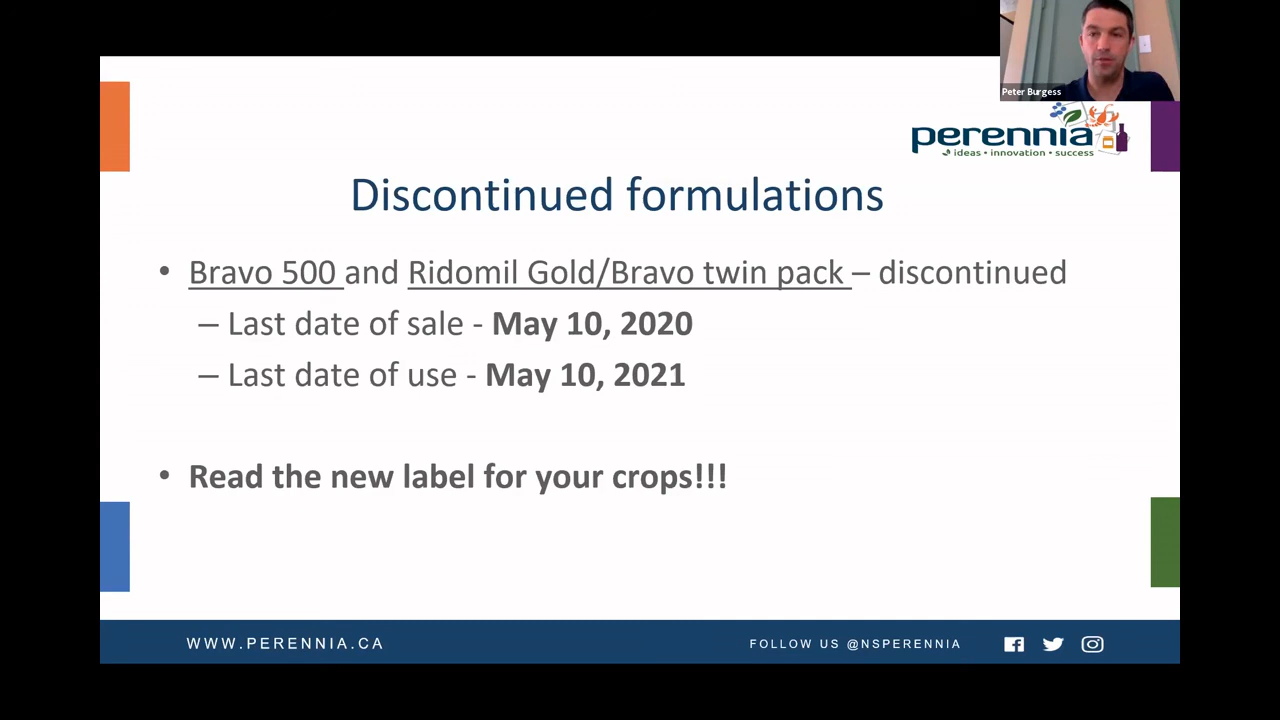 Peter Burgess
perennia
ideas • innovation • success
Discontinued formulations
• Bravo 500 and Ridomil Gold/Bravo twin pack – discontinued
– Last date of sale - May 10, 2020
– Last date of use - May 10, 2021
• Read the new label for your crops!!!
WWW.PERENNIA.CA
FOLLOW US @NSPERENNIA